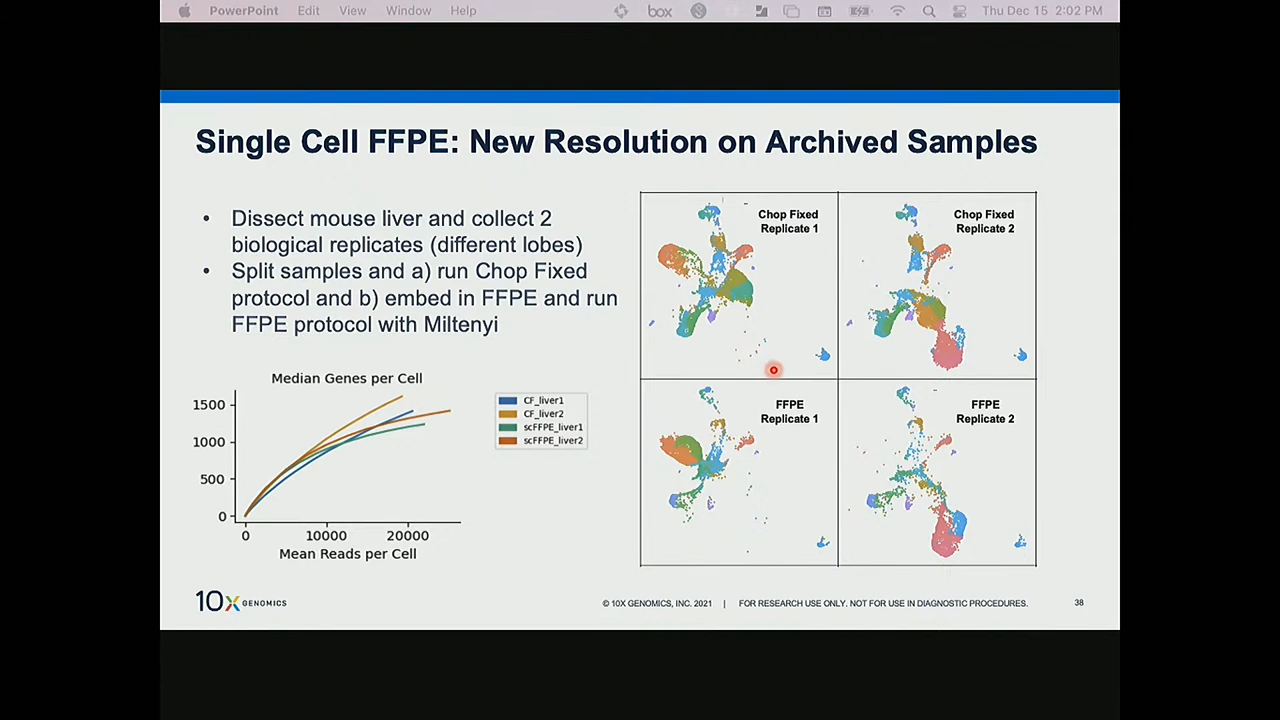 PowerPoint Edit View Window Help box Thu Dec 15 2:02 PM
Single Cell FFPE: New Resolution on Archived Samples
• Dissect mouse liver and collect 2
biological replicates (different lobes)
• Split samples and a) run Chop Fixed
protocol and b) embed in FFPE and run
FFPE protocol with Miltenyi
Median Genes per Cell
1500
1000
500
0
0 10000 20000
Mean Reads per Cell
CF_liver1
CF_liver2
scFFPE_liver1
scFFPE_liver2
Chop Fixed
Replicate 1
Chop Fixed
Replicate 2
FFPE
Replicate 1
FFPE
Replicate 2
10X GENOMICS
© 10X GENOMICS, INC. 2021 | FOR RESEARCH USE ONLY. NOT FOR USE IN DIAGNOSTIC PROCEDURES. 38